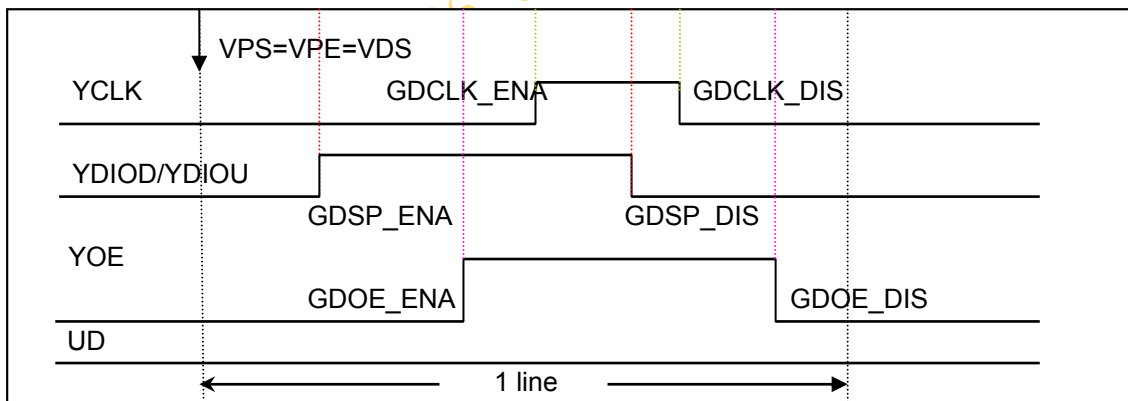 VPS=VPE=VDS
YCLK GDCLK_ENA GDCLK_DIS
YDIOD/YDIOU
GDSP_ENA GDSP_DIS
YOE
GDOE_ENA GDOE_DIS
UD
1 line